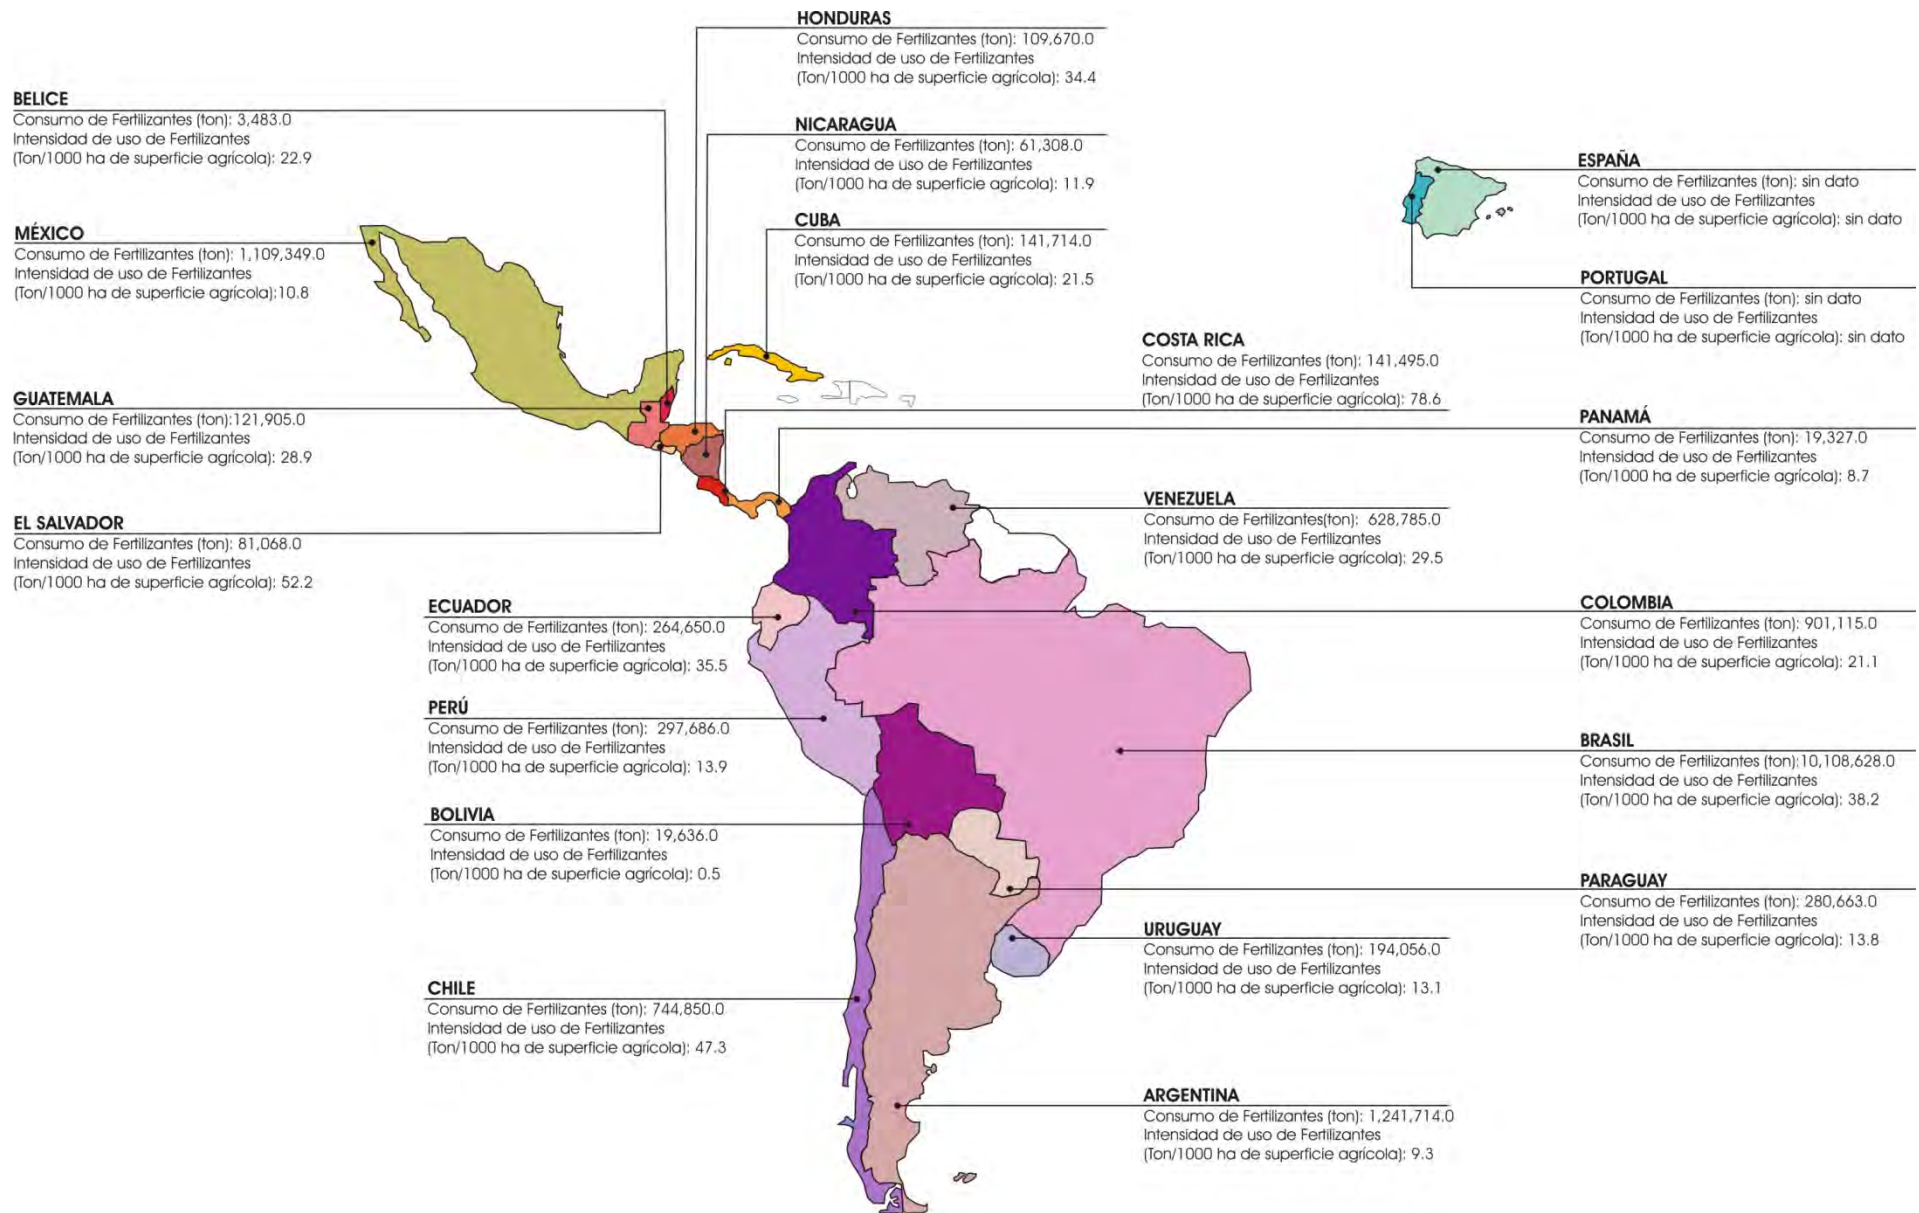 HONDURAS
Consumo de Fertilizantes (ton): 109,670.0
Intensidad de uso de Fertilizantes
(Ton/1000 ha de superficie agrícola): 34.4
BELICE
Consumo de Fertilizantes (ton): 3,483.0
Intensidad de uso de Fertilizantes
(Ton/1000 ha de superficie agrícola): 22.9
NICARAGUA
Consumo de Fertilizantes (ton): 61,308.0
Intensidad de uso de Fertilizantes
(Ton/1000 ha de superficie agrícola): 11.9
ESPAÑA
Consumo de Fertilizantes (ton): sin dato
Intensidad de uso de Fertilizantes
(Ton/1000 ha de superficie agrícola): sin dato
MÉXICO
Consumo de Fertilizantes (ton): 1,109,349.0
Intensidad de uso de Fertilizantes
(Ton/1000 ha de superficie agrícola):10.8
CUBA
Consumo de Fertilizantes (ton): 141,714.0
Intensidad de uso de Fertilizantes
(Ton/1000 ha de superficie agrícola): 21.5
PORTUGAL
Consumo de Fertilizantes (ton): sin dato
Intensidad de uso de Fertilizantes
(Ton/1000 ha de superficie agrícola): sin dato
COSTA RICA
Consumo de Fertilizantes (ton): 141,495.0
Intensidad de uso de Fertilizantes
(Ton/1000 ha de superficie agrícola): 78.6
GUATEMALA
Consumo de Fertilizantes (ton):121,905.0
Intensidad de uso de Fertilizantes
(Ton/1000 ha de superficie agrícola): 28.9
PANAMÁ
Consumo de Fertilizantes (ton): 19,327.0
Intensidad de uso de Fertilizantes
(Ton/1000 ha de superficie agrícola): 8.7
VENEZUELA
Consumo de Fertilizantes(ton): 628,785.0
Intensidad de uso de Fertilizantes
(Ton/1000 ha de superficie agrícola): 29.5
EL SALVADOR
Consumo de Fertilizantes (ton): 81,068.0
Intensidad de uso de Fertilizantes
(Ton/1000 ha de superficie agrícola): 52.2
ECUADOR
Consumo de Fertilizantes (ton): 264,650.0
Intensidad de uso de Fertilizantes
(Ton/1000 ha de superficie agrícola): 35.5
COLOMBIA
Consumo de Fertilizantes (ton): 901,115.0
Intensidad de uso de Fertilizantes
(Ton/1000 ha de superficie agrícola): 21.1
PERÚ
Consumo de Fertilizantes (ton): 297,686.0
Intensidad de uso de Fertilizantes
(Ton/1000 ha de superficie agrícola): 13.9
BRASIL
Consumo de Fertilizantes (ton):10,108,628.0
Intensidad de uso de Fertilizantes
(Ton/1000 ha de superficie agrícola): 38.2
BOLIVIA
Consumo de Fertilizantes (ton): 19,636.0
Intensidad de uso de Fertilizantes
(Ton/1000 ha de superficie agrícola): 0.5
PARAGUAY
Consumo de Fertilizantes (ton): 280,663.0
Intensidad de uso de Fertilizantes
(Ton/1000 ha de superficie agrícola): 13.8
URUGUAY
Consumo de Fertilizantes (ton): 194,056.0
Intensidad de uso de Fertilizantes
(Ton/1000 ha de superficie agrícola): 13.1
CHILE
Consumo de Fertilizantes (ton): 744,850.0
Intensidad de uso de Fertilizantes
(Ton/1000 ha de superficie agrícola): 47.3
ARGENTINA
Consumo de Fertilizantes (ton): 1,241,714.0
Intensidad de uso de Fertilizantes
(Ton/1000 ha de superficie agrícola): 9.3